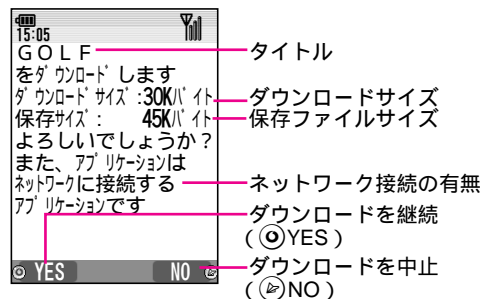 15:05
ＧＯＬＦ
をﾀﾞｳﾝﾛｰﾄﾞします
ﾀﾞｳﾝﾛｰﾄﾞｻｲｽﾞ:30Kﾊﾞｲﾄ
保存ｻｲｽﾞ: 45Kﾊﾞｲﾄ
よろしいでしょうか？
また、ｱﾌﾟﾘｹｰｼｮﾝは
ﾈｯﾄﾜｰｸに接続する
ｱﾌﾟﾘｹｰｼｮﾝです
YES NO
タイトル
ダウンロードサイズ
保存ファイルサイズ
ネットワーク接続の有無
ダウンロードを継続
（YES）
ダウンロードを中止
（NO）